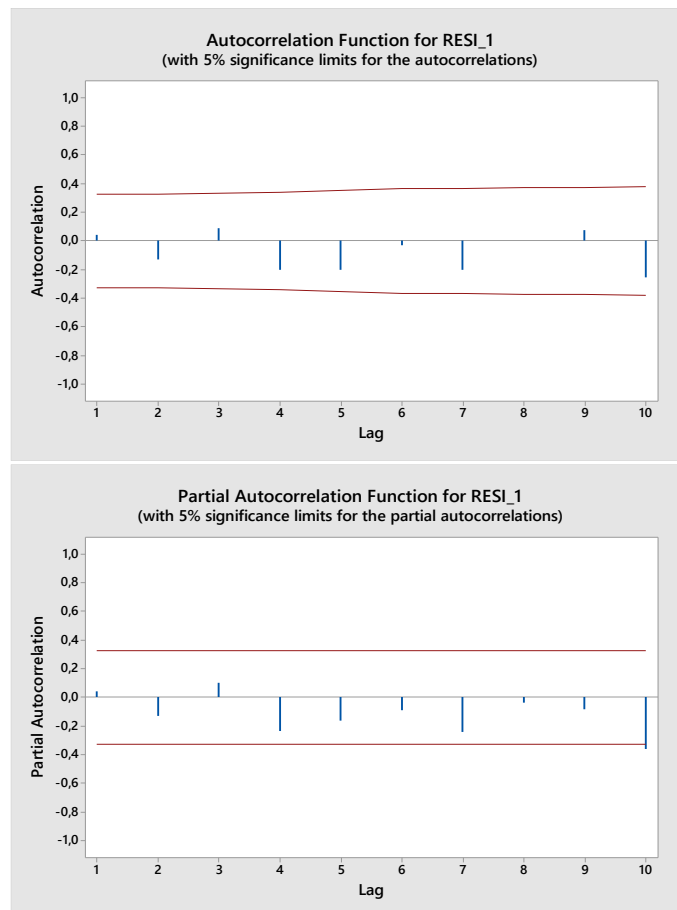 Autocorrelation Function for RESI_1
(with 5% significance limits for the autocorrelations)
Autocorrelation
1,0
0,8
0,6
0,4
0,2
0,0
-0,2
-0,4
-0,6
-0,8
-1,0
1 2 3 4 5 6 7 8 9 10
Lag
Partial Autocorrelation Function for RESI_1
(with 5% significance limits for the partial autocorrelations)
Partial Autocorrelation
1,0
0,8
0,6
0,4
0,2
0,0
-0,2
-0,4
-0,6
-0,8
-1,0
1 2 3 4 5 6 7 8 9 10
Lag